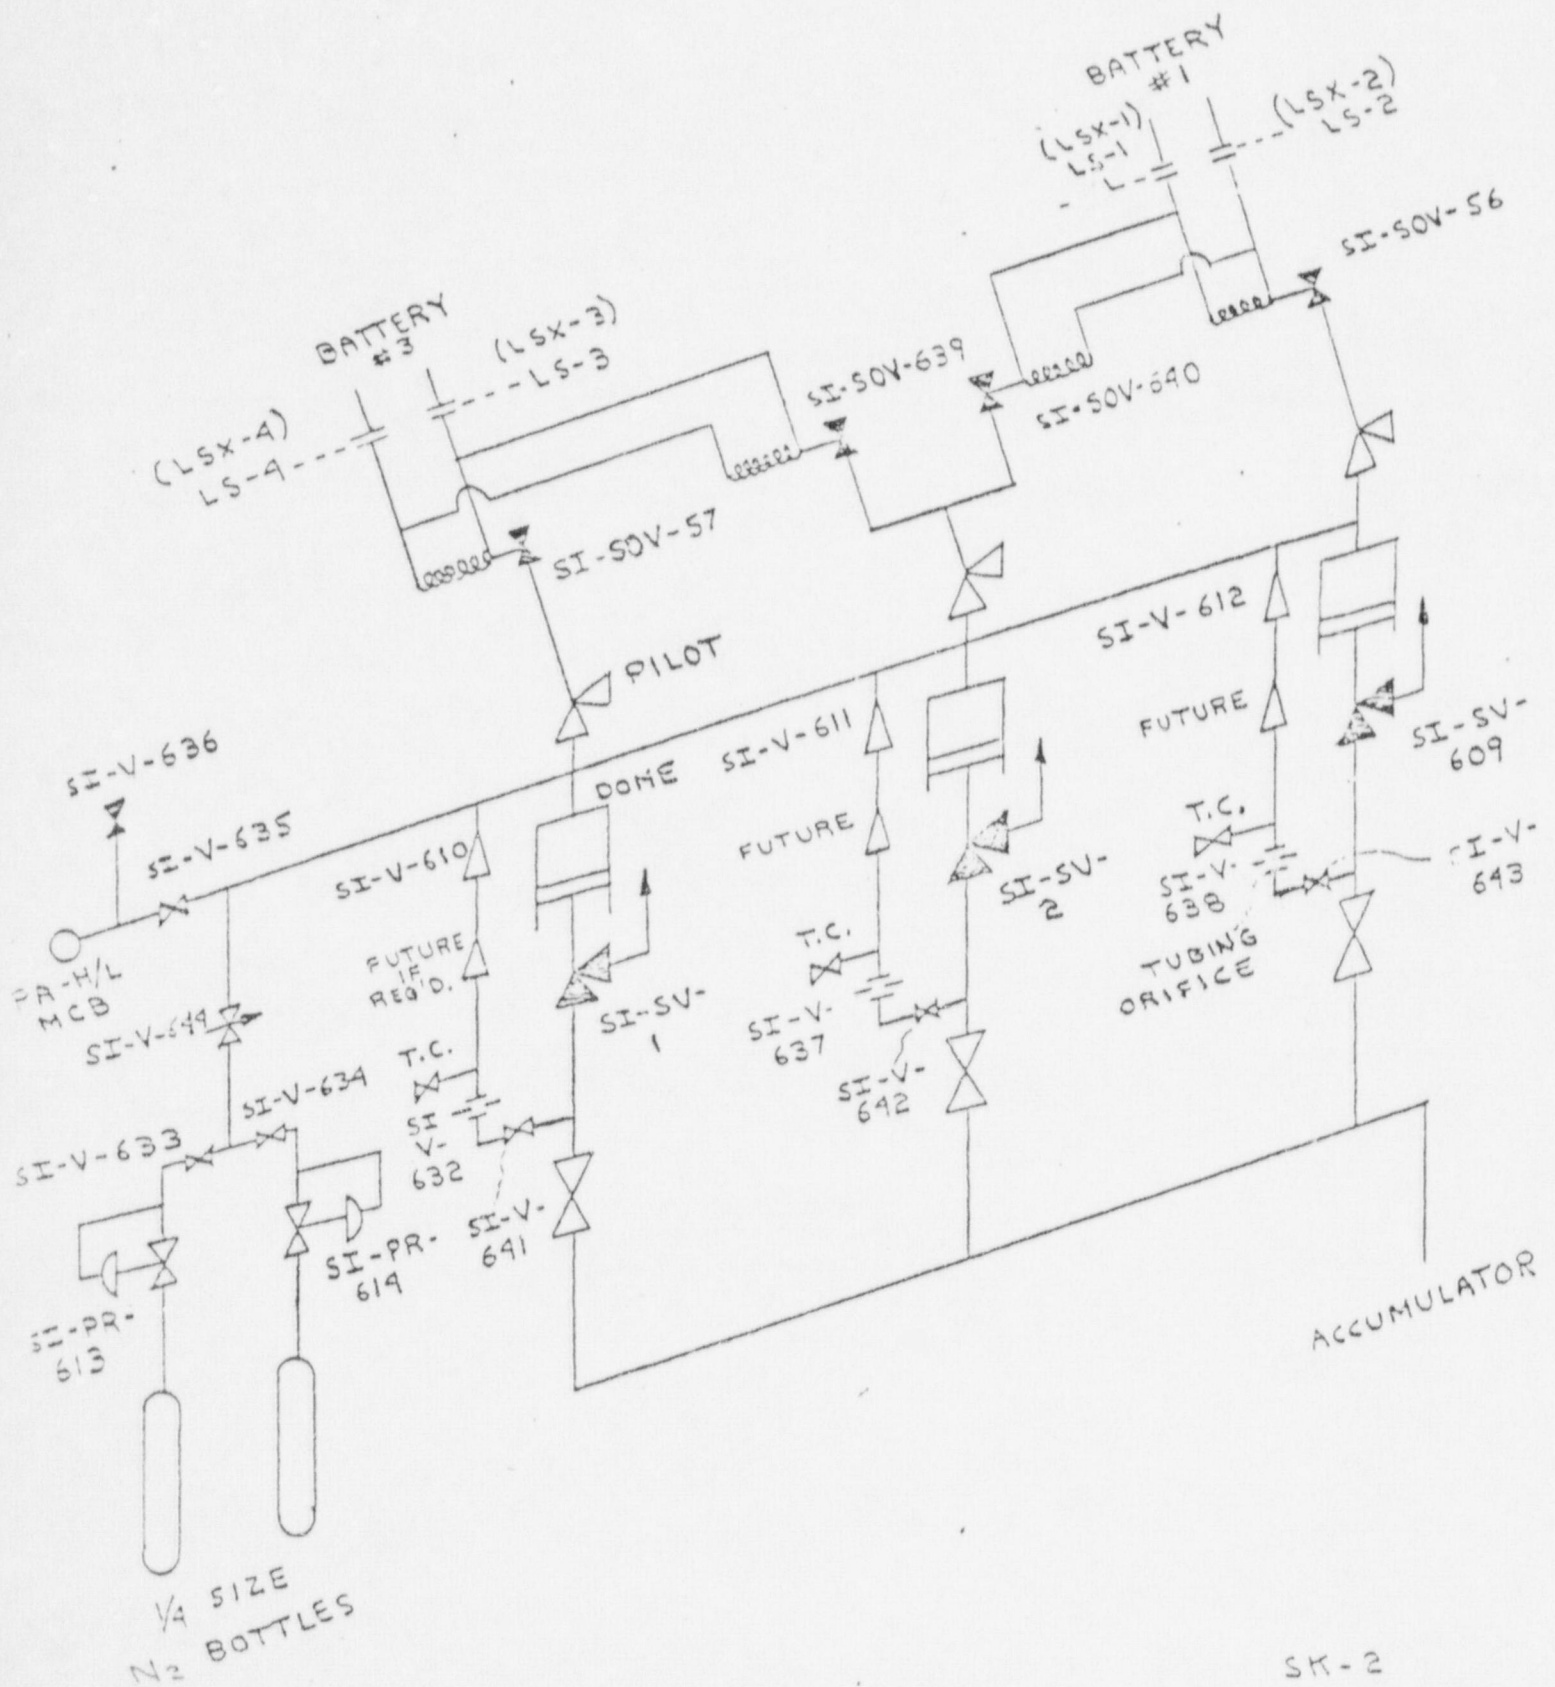 BATTERY
#1
(LSX-1)
LS-1
(LSX-2)
LS-2
SI-SOV-56
BATTERY
#3
(LSX-3)
LS-3
(LSX-4)
LS-4
SI-SOV-639
SI-SOV-640
SI-SOV-57
PILOT
SI-V-612
SI-V-611
FUTURE
SI-SV-
609
SI-V-636
SI-V-635
DOME
SI-V-610
FUTURE
T.C.
SI-V-
638
SI-V-
643
TUBING
ORIFICE
SI-SV-
2
T.C.
SI-V-
637
SI-V-
642
FUTURE
IF
REQ'D.
SI-SV-
1
PA-H/L
MCB
SI-V-644
T.C.
SI
V-
632
SI-V-634
SI-V-633
SI-V-
641
SI-PR-
614
SI-PR-
613
ACCUMULATOR
1/4 SIZE
N2 BOTTLES
SK-2